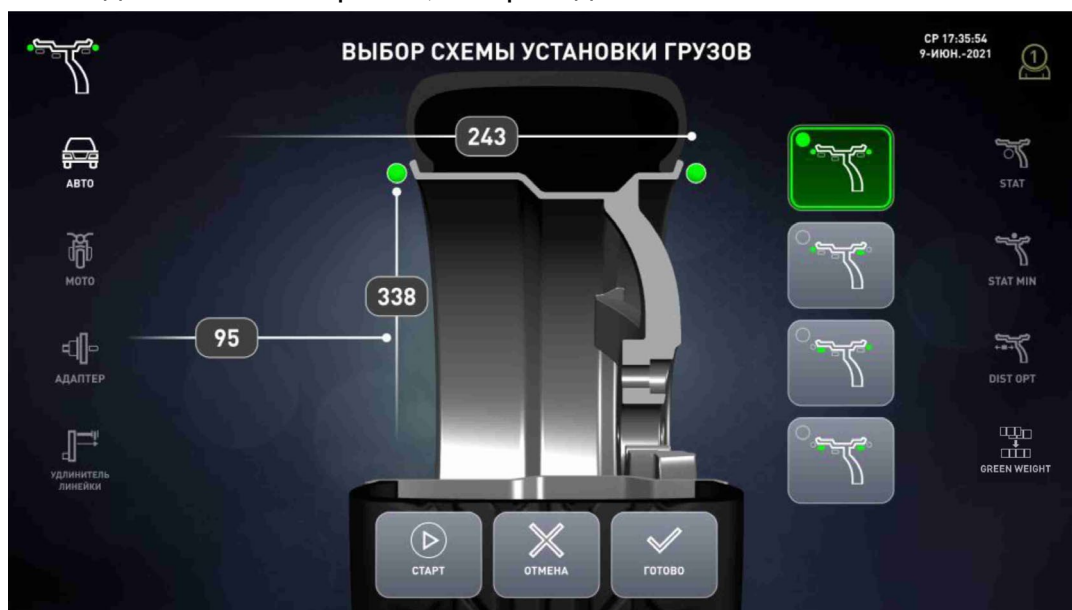 ВЫБОР СХЕМЫ УСТАНОВКИ ГРУЗОВ
СР 17:35:54
9-ИЮН.-2021
1
243
АВТО
STAT
МОТО
338
STAT MIN
95
АДАПТЕР
DIST OPT
УДЛИНИТЕЛЬ
ЛИНЕЙКИ
GREEN WEIGHT
СТАРТ
ОТМЕНА
ГОТОВО